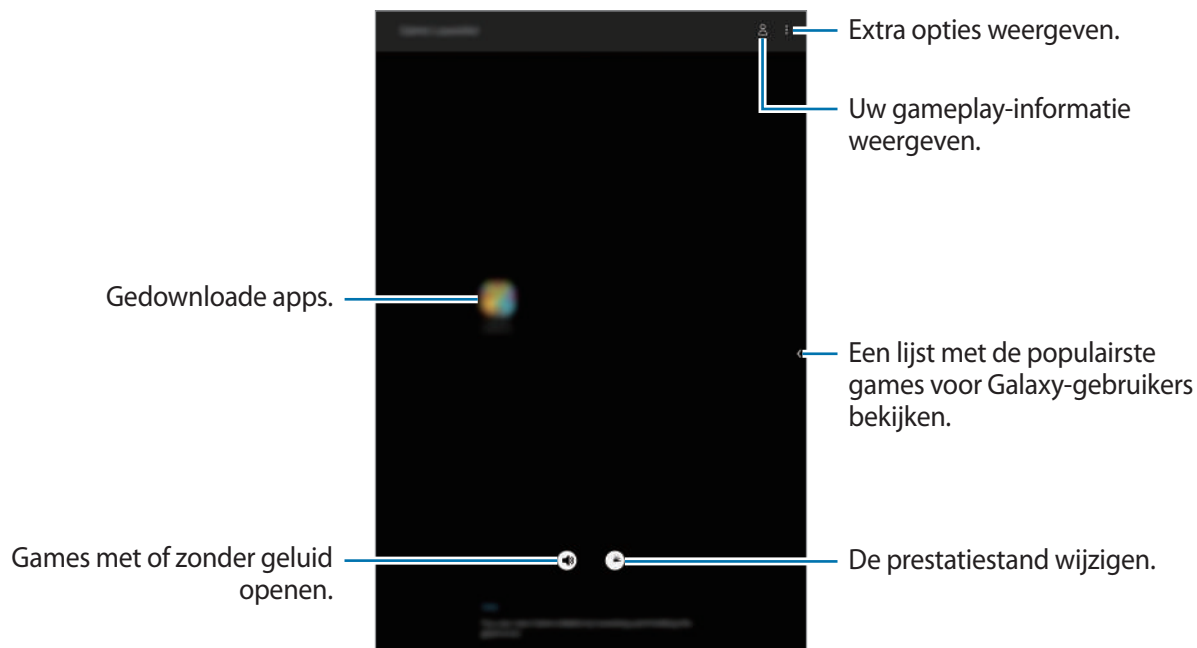 Extra opties weergeven.
Uw gameplay-informatie
weergeven.
Gedownloade apps.
Een lijst met de populairste
games voor Galaxy-gebruikers
bekijken.
Games met of zonder geluid
openen.
De prestatiestand wijzigen.